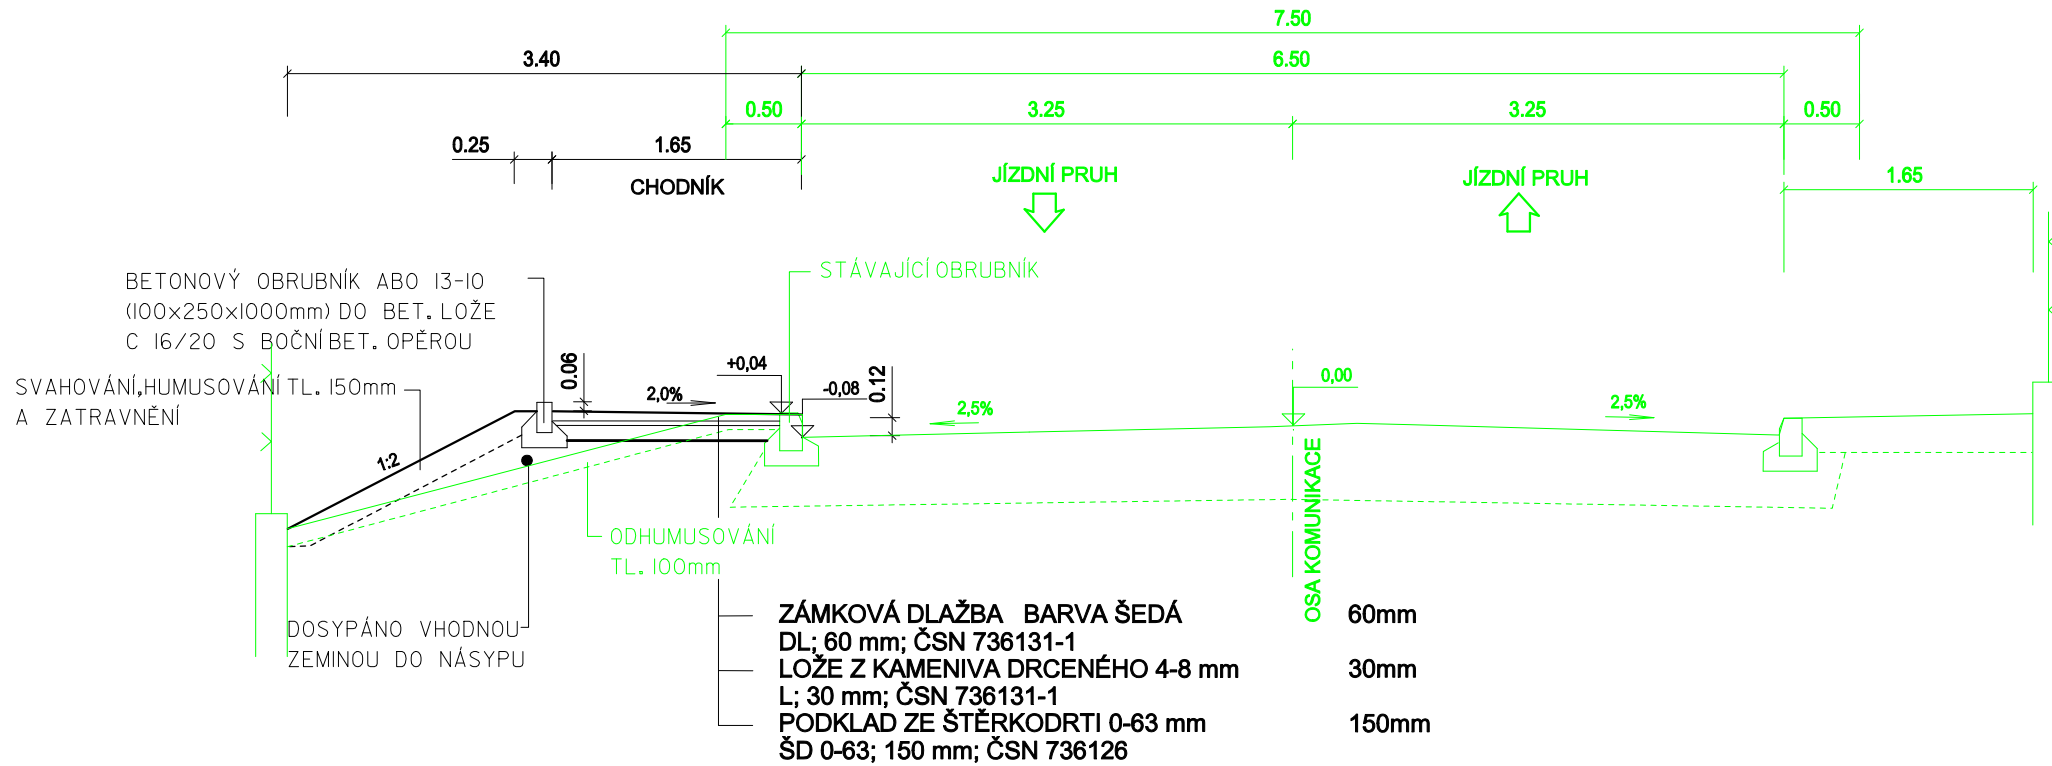 7.50
3.40
6.50
0.50
3.25
3.25
0.50
0.25
1.65
CHODNÍK
JÍZDNÍ PRUH
JÍZDNÍ PRUH
1.65
STÁVAJÍCÍ OBRUBNÍK
BETONOVÝ OBRUBNÍK ABO 13-10
(100x250x1000mm) DO BET. LOŽE
C 16/20 S BOČNÍ BET. OPĚROU
SVAHOVÁNÍ,HUMUSOVÁNÍ TL. 150mm
A ZATRAVNĚNÍ
0.06
2,0%
+0,04
-0,08
0.12
2,5%
0,00
2,5%
1:2
OSA KOMUNIKACE
ODHUMUSOVÁNÍ
TL. 100mm
DOSYPÁNO VHODNOU
ZEMINOU DO NÁSYPU
ZÁMKOVÁ DLAŽBA BARVA ŠEDÁ 60mm
DL; 60 mm; ČSN 736131-1
LOŽE Z KAMENIVA DRCENÉHO 4-8 mm 30mm
L; 30 mm; ČSN 736131-1
PODKLAD ZE ŠTĚRKODRTI 0-63 mm 150mm
ŠD 0-63; 150 mm; ČSN 736126